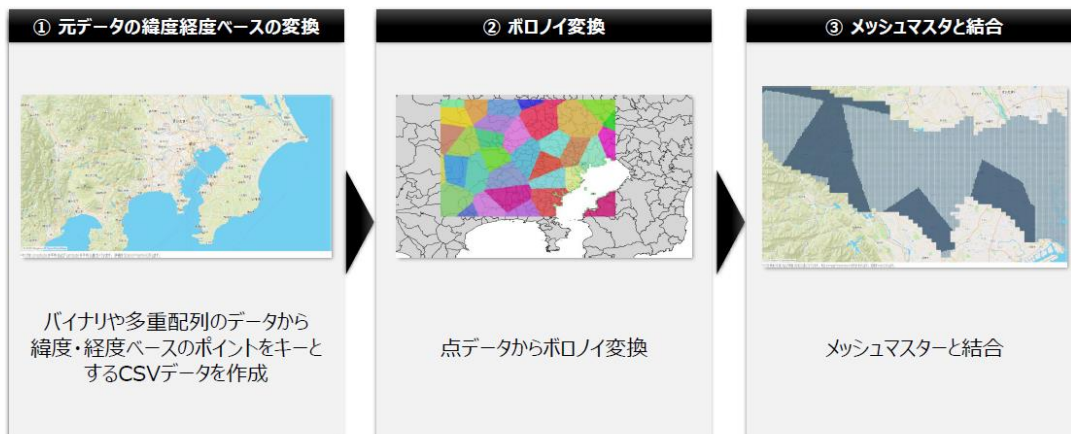 ① 元データの緯度経度ベースの変換
バイナリや多重配列のデータから
緯度・経度ベースのポイントをキーと
するCSVデータを作成
② ボロノイ変換
点データからボロノイ変換
③ メッシュマスタと結合
メッシュマスターと結合